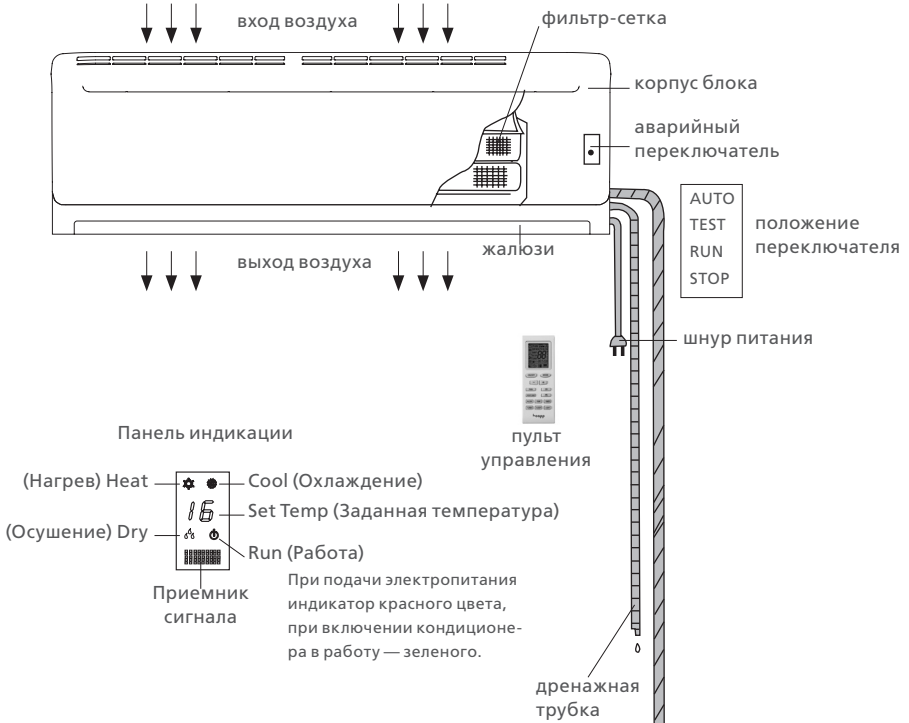 вход воздуха
фильтр-сетка
корпус блока
аварийный
переключатель
AUTO
TEST
RUN
STOP
положение
переключателя
жалюзи
выход воздуха
шнур питания
пульт
управления
Панель индикации
(Нагрев) Heat
Cool (Охлаждение)
16
Set Temp (Заданная температура)
(Осушение) Dry
Run (Работа)
Приемник
сигнала
При подачи электропитания
индикатор красного цвета,
при включении кондиционе-
ра в работу — зеленого.
дренажная
трубка